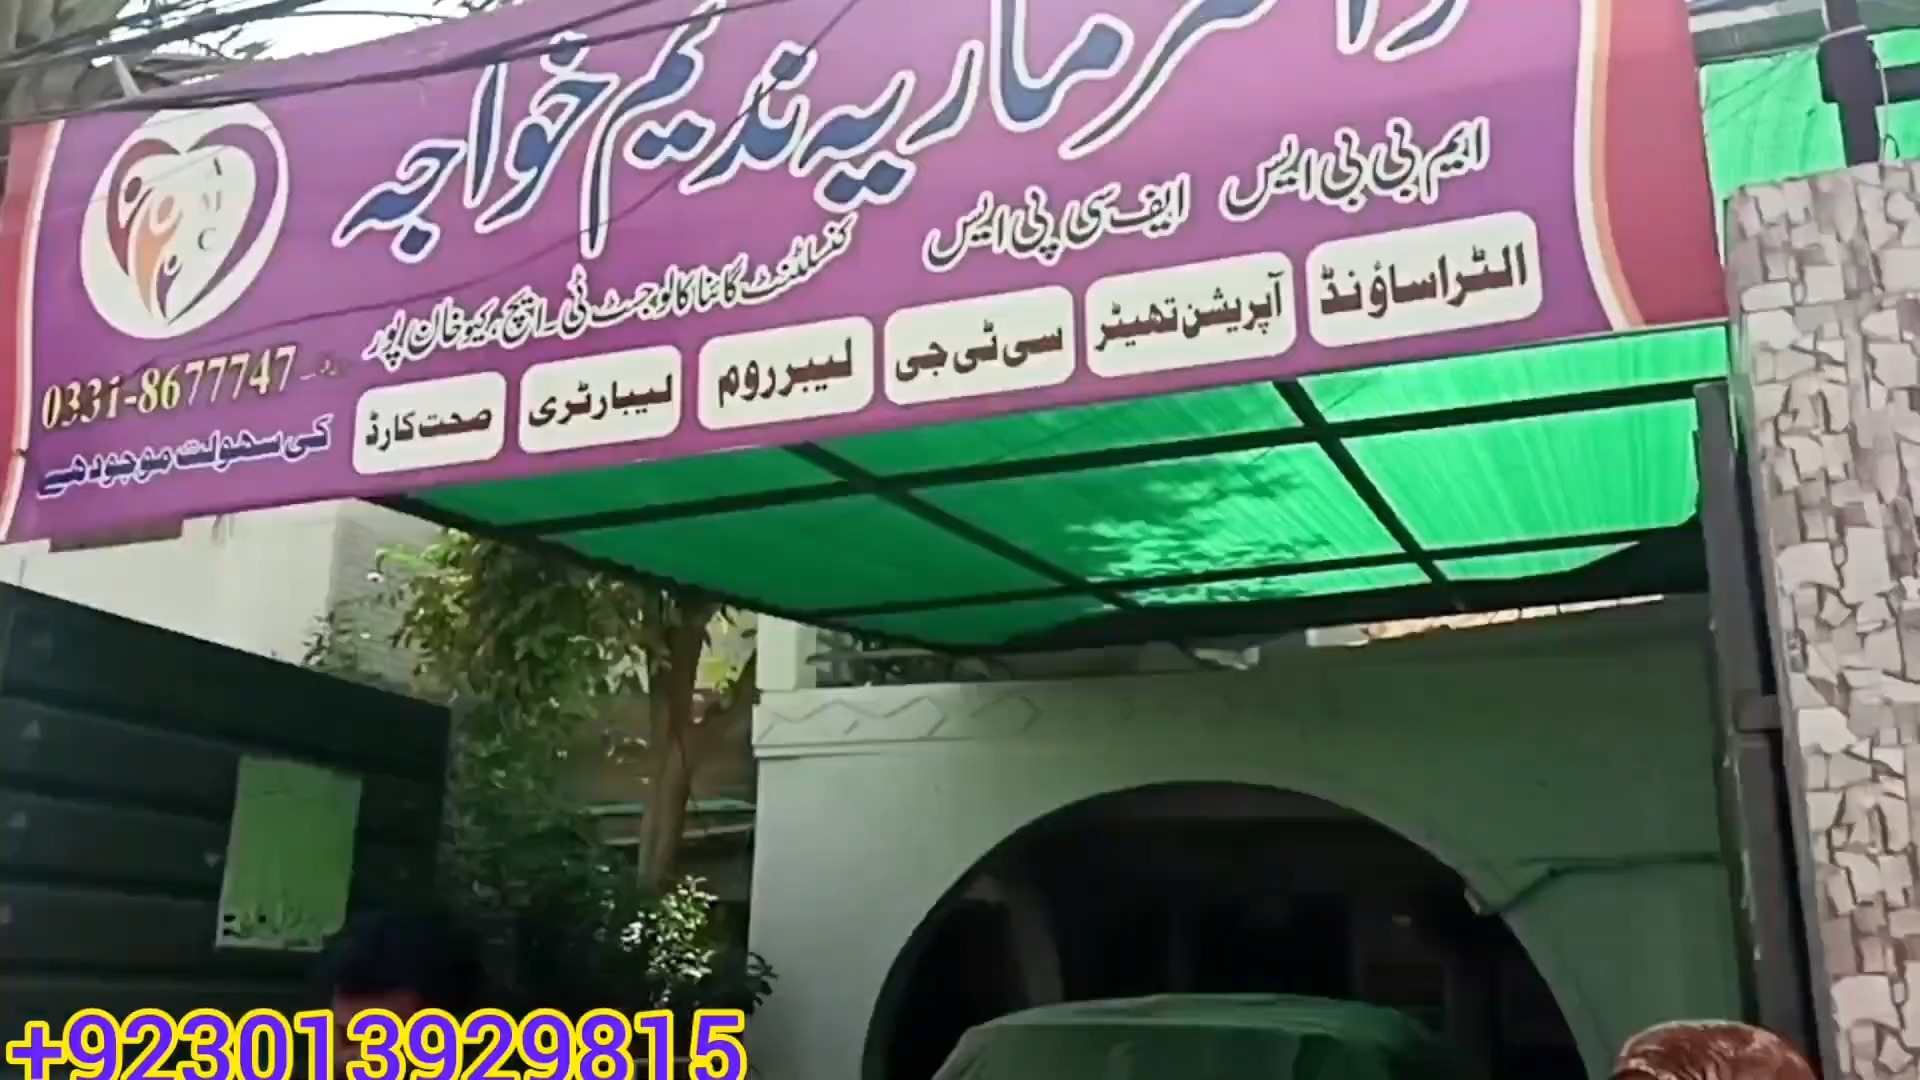 ڈاکٹر ماریہ ندیم خواجہ
ایم بی بی ایس ایف سی پی ایس
کنسلٹنٹ گائناکالوجسٹ ٹی۔ایچ۔کیو خان پور
AMC
0331-8677747
الٹراساؤنڈ
آپریشن تھیٹر
سی ٹی جی
لیبر روم
لیبارٹری
صحت کارڈ
کی سہولت موجود ہے
+923013929815